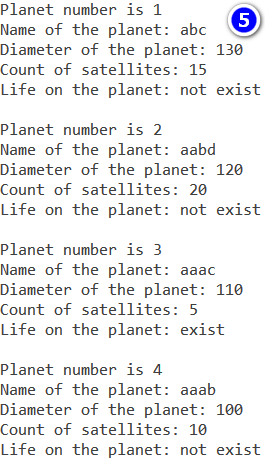 Planet number is 1
5
Name of the planet: abc
Diameter of the planet: 130
Count of satellites: 15
Life on the planet: not exist
Planet number is 2
Name of the planet: aabd
Diameter of the planet: 120
Count of satellites: 20
Life on the planet: not exist
Planet number is 3
Name of the planet: aaac
Diameter of the planet: 110
Count of satellites: 5
Life on the planet: exist
Planet number is 4
Name of the planet: aaab
Diameter of the planet: 100
Count of satellites: 10
Life on the planet: not exist